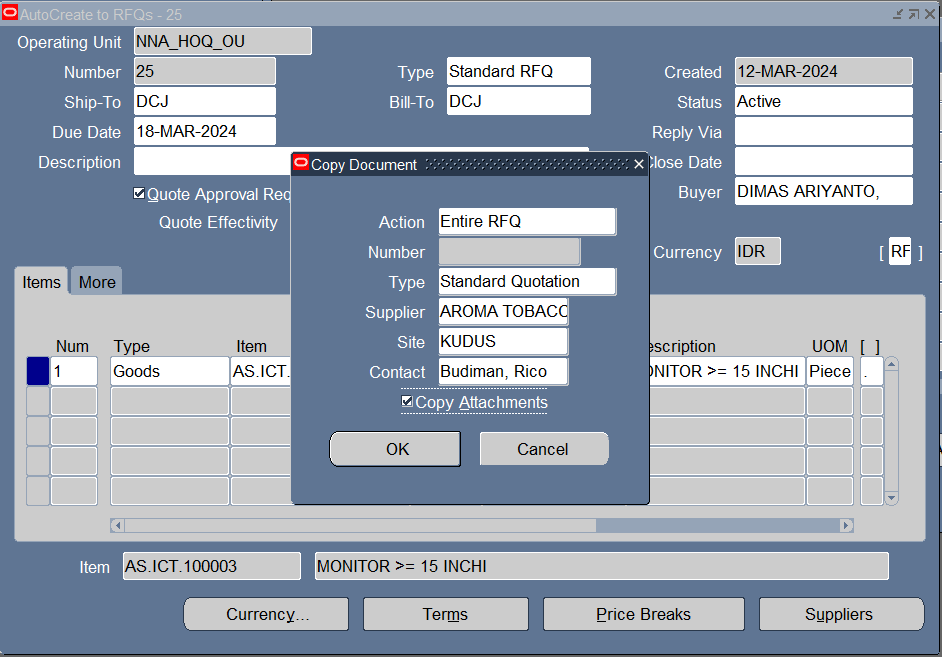 AutoCreate to RFQs - 25
Operating Unit NNA_HOQ_OU
Number 25 Type Standard RFQ Created 12-MAR-2024
Ship-To DCJ Bill-To DCJ Status Active
Due Date 18-MAR-2024 Reply Via
Description Close Date
Buyer DIMAS ARIYANTO,
Quote Approval Req
Quote Effectivity
Currency IDR [ RF ]
Copy Document
Action Entire RFQ
Number
Type Standard Quotation
Supplier AROMA TOBACC
Site KUDUS
Contact Budiman, Rico
Copy Attachments
OK Cancel
Items More
Num Type Item escription UOM [ ]
1 Goods AS.ICT. ONITOR >= 15 INCHI Piece .
Item AS.ICT.100003 MONITOR >= 15 INCHI
Currency... Terms Price Breaks Suppliers